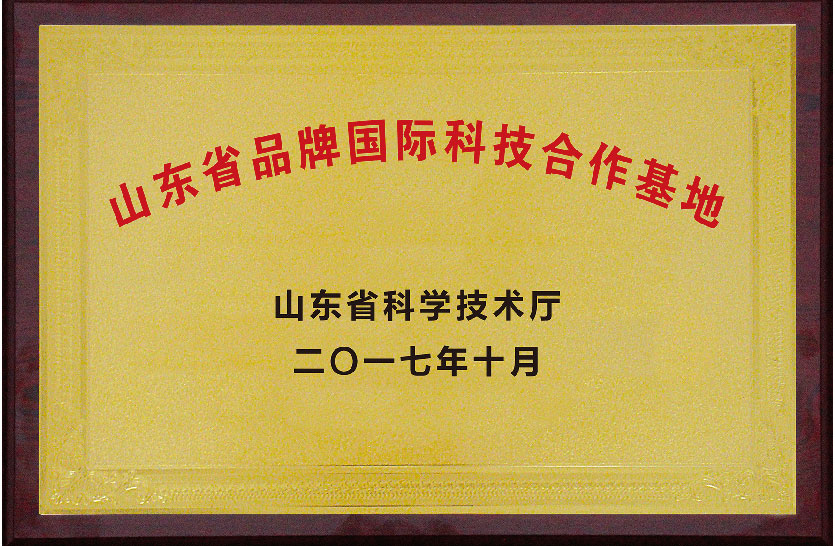 山东省品牌国际科技合作基地
山东省科学技术厅
二〇一七年十月